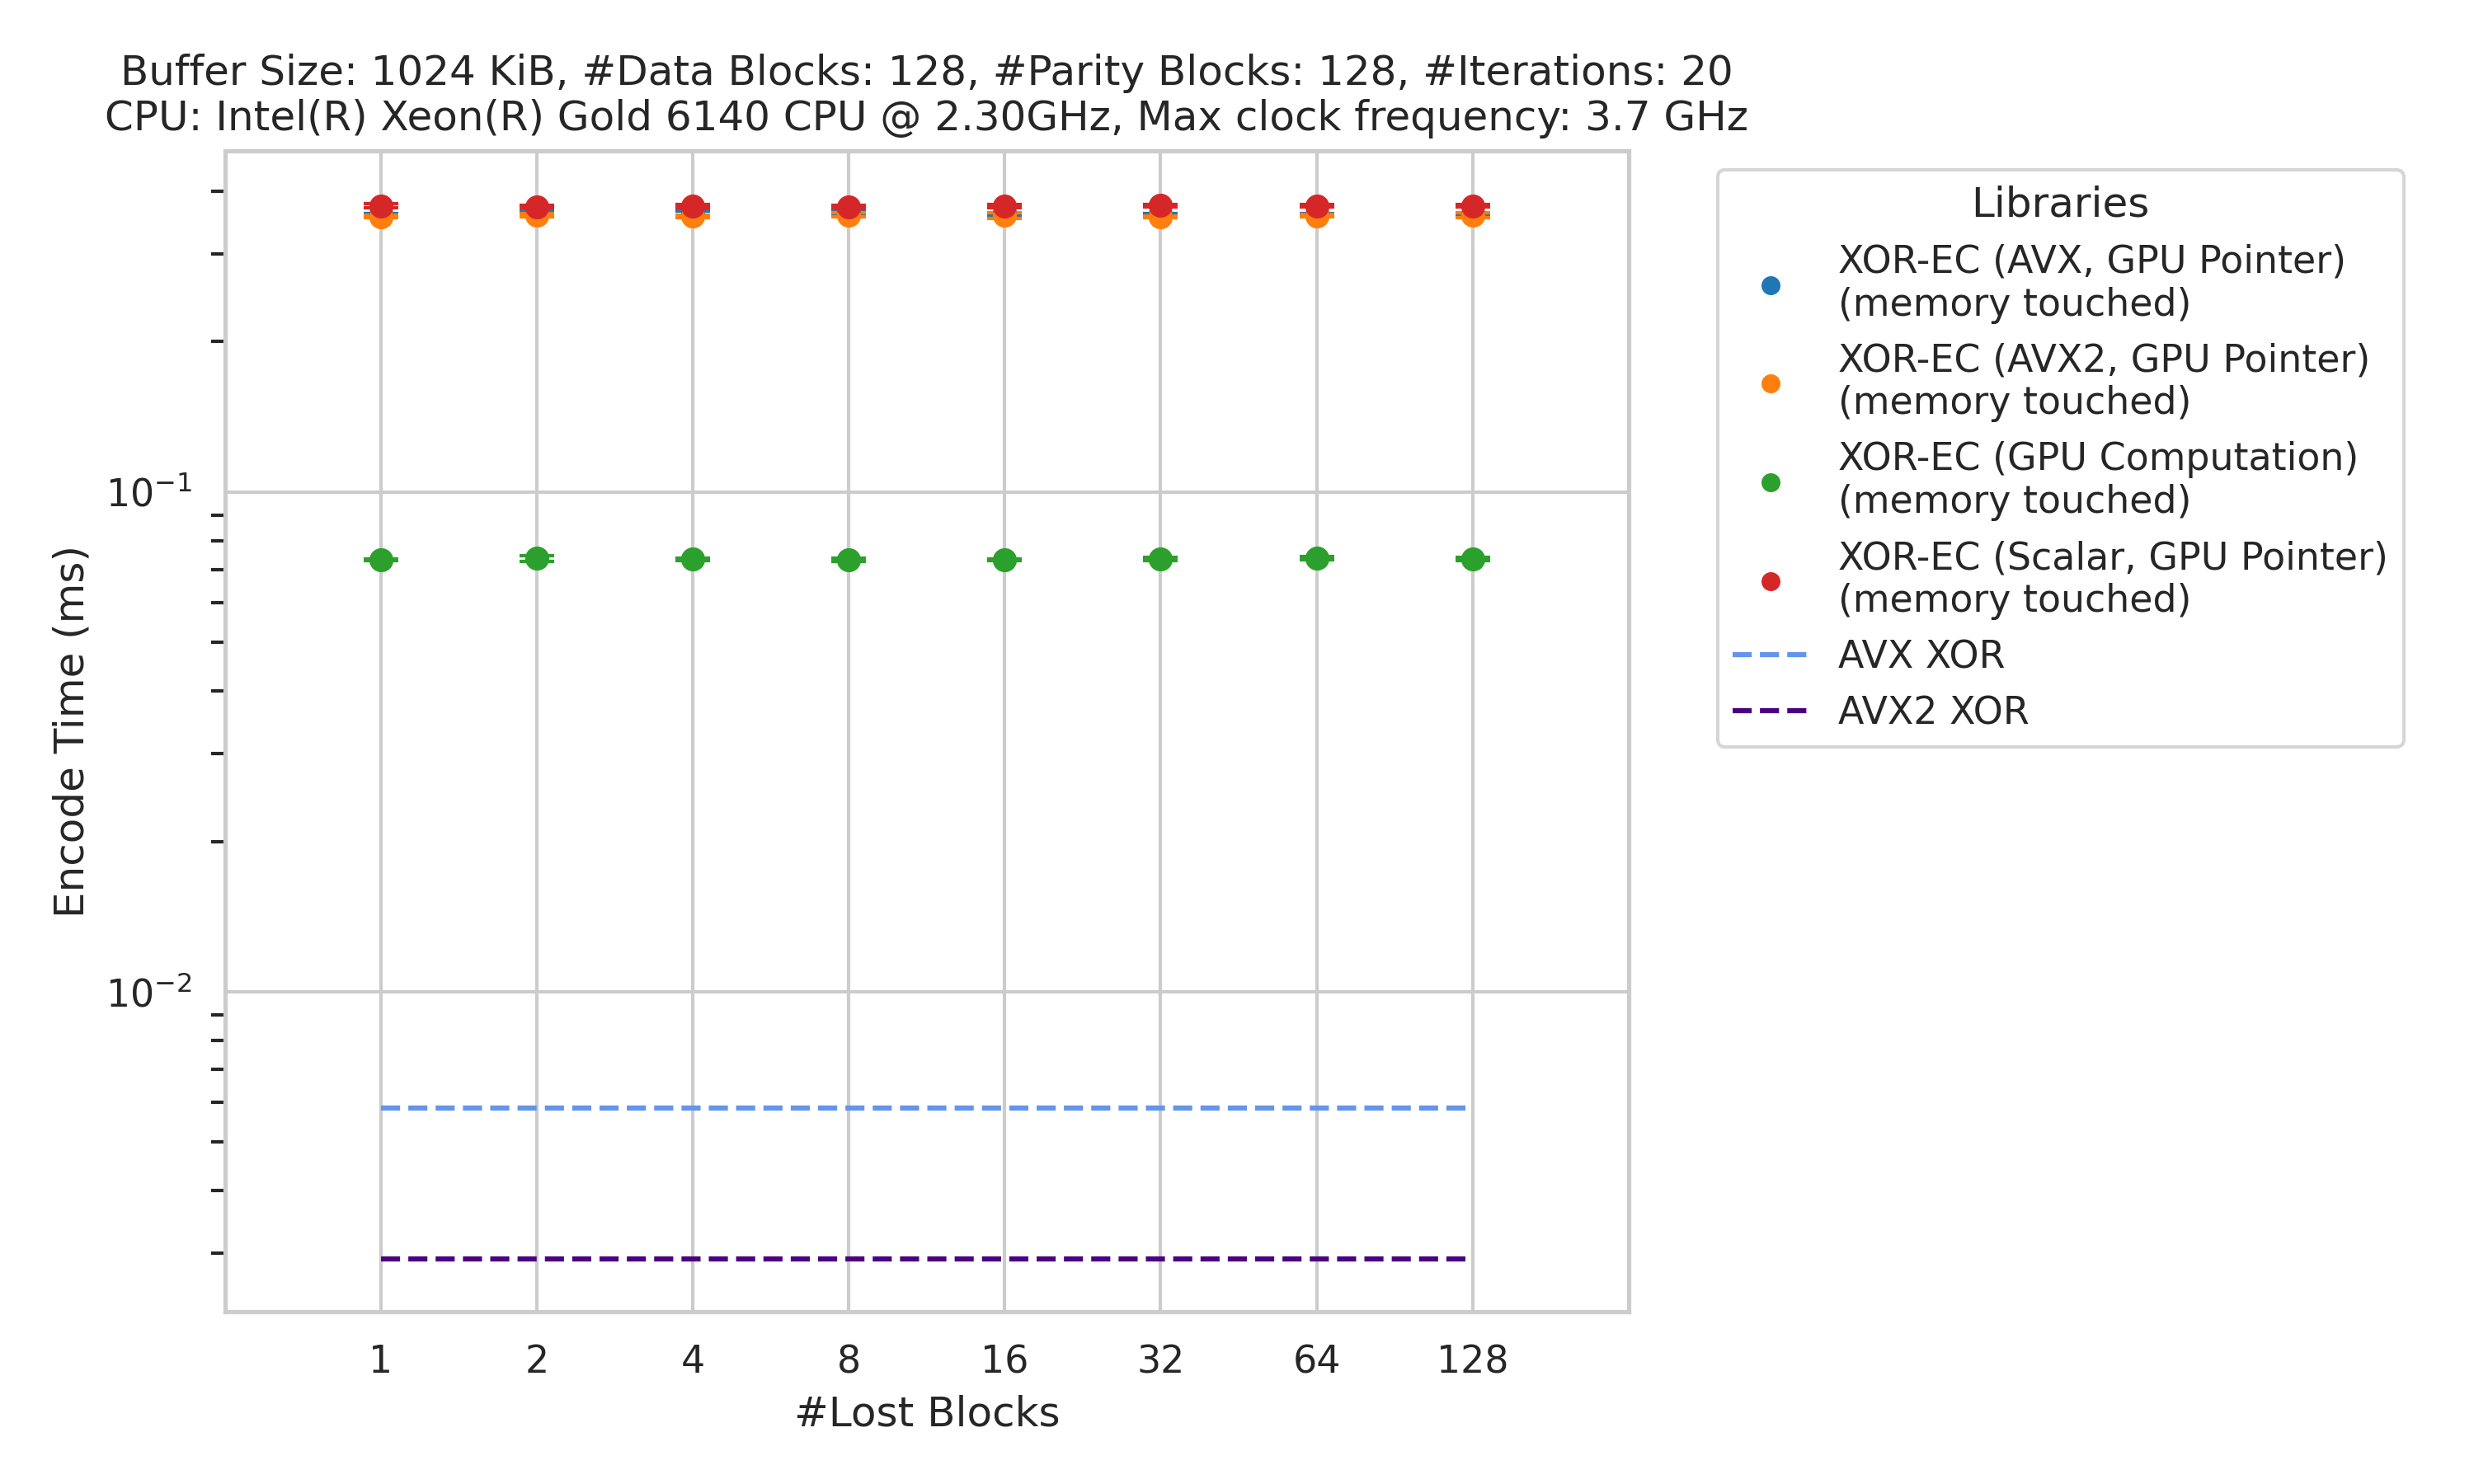 Buffer Size: 1024 KiB, #Data Blocks: 128, #Parity Blocks: 128, #Iterations: 20
CPU: Intel(R) Xeon(R) Gold 6140 CPU @ 2.30GHz, Max clock frequency: 3.7 GHz
Libraries
XOR-EC (AVX, GPU Pointer)
(memory touched)
XOR-EC (AVX2, GPU Pointer)
(memory touched)
XOR-EC (GPU Computation)
(memory touched)
XOR-EC (Scalar, GPU Pointer)
(memory touched)
AVX XOR
AVX2 XOR
Encode Time (ms)
10⁻¹
10⁻²
1 2 4 8 16 32 64 128
#Lost Blocks